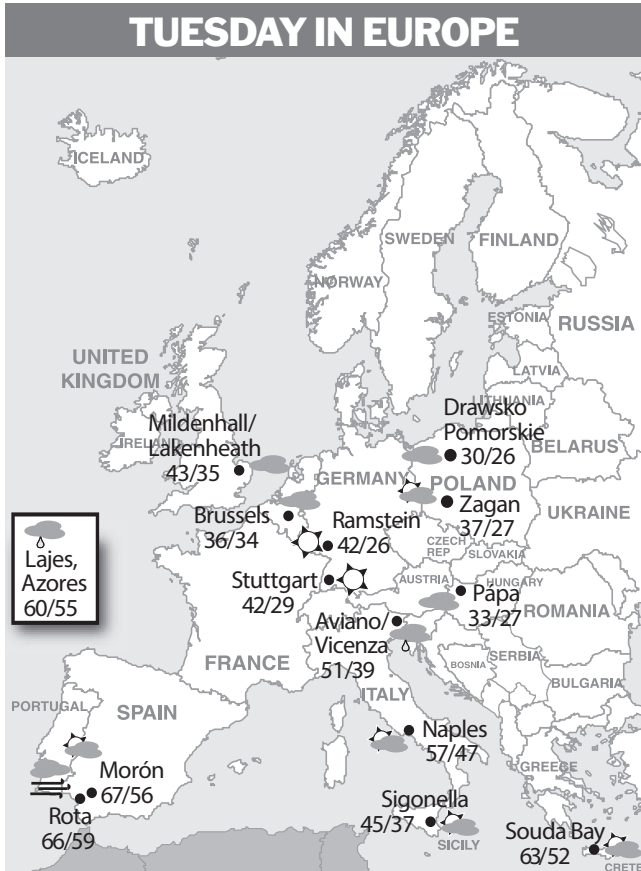 TUESDAY IN EUROPE
ICELAND
SWEDEN
FINLAND
NORWAY
ESTONIA
RUSSIA
LATVIA
LITHUANIA
UNITED
KINGDOM
IRELAND
Mildenhall/
Lakenheath
43/35
Drawsko
Pomorskie
30/26
BELARUS
GERMANY
POLAND
Zagan
37/27
UKRAINE
Brussels
36/34
Ramstein
42/26
CZECH
REP
SLOVAKIA
Lajes,
Azores
60/55
Stuttgart
42/29
AUSTRIA
HUNGARY
Pápa
33/27
ROMANIA
Aviano/
Vicenza
51/39
FRANCE
BOSNIA
SERBIA
BULGARIA
ITALY
PORTUGAL
SPAIN
Naples
57/47
GREECE
Morón
67/56
Rota
66/59
Sigonella
45/37
SICILY
Souda Bay
63/52
CRETE